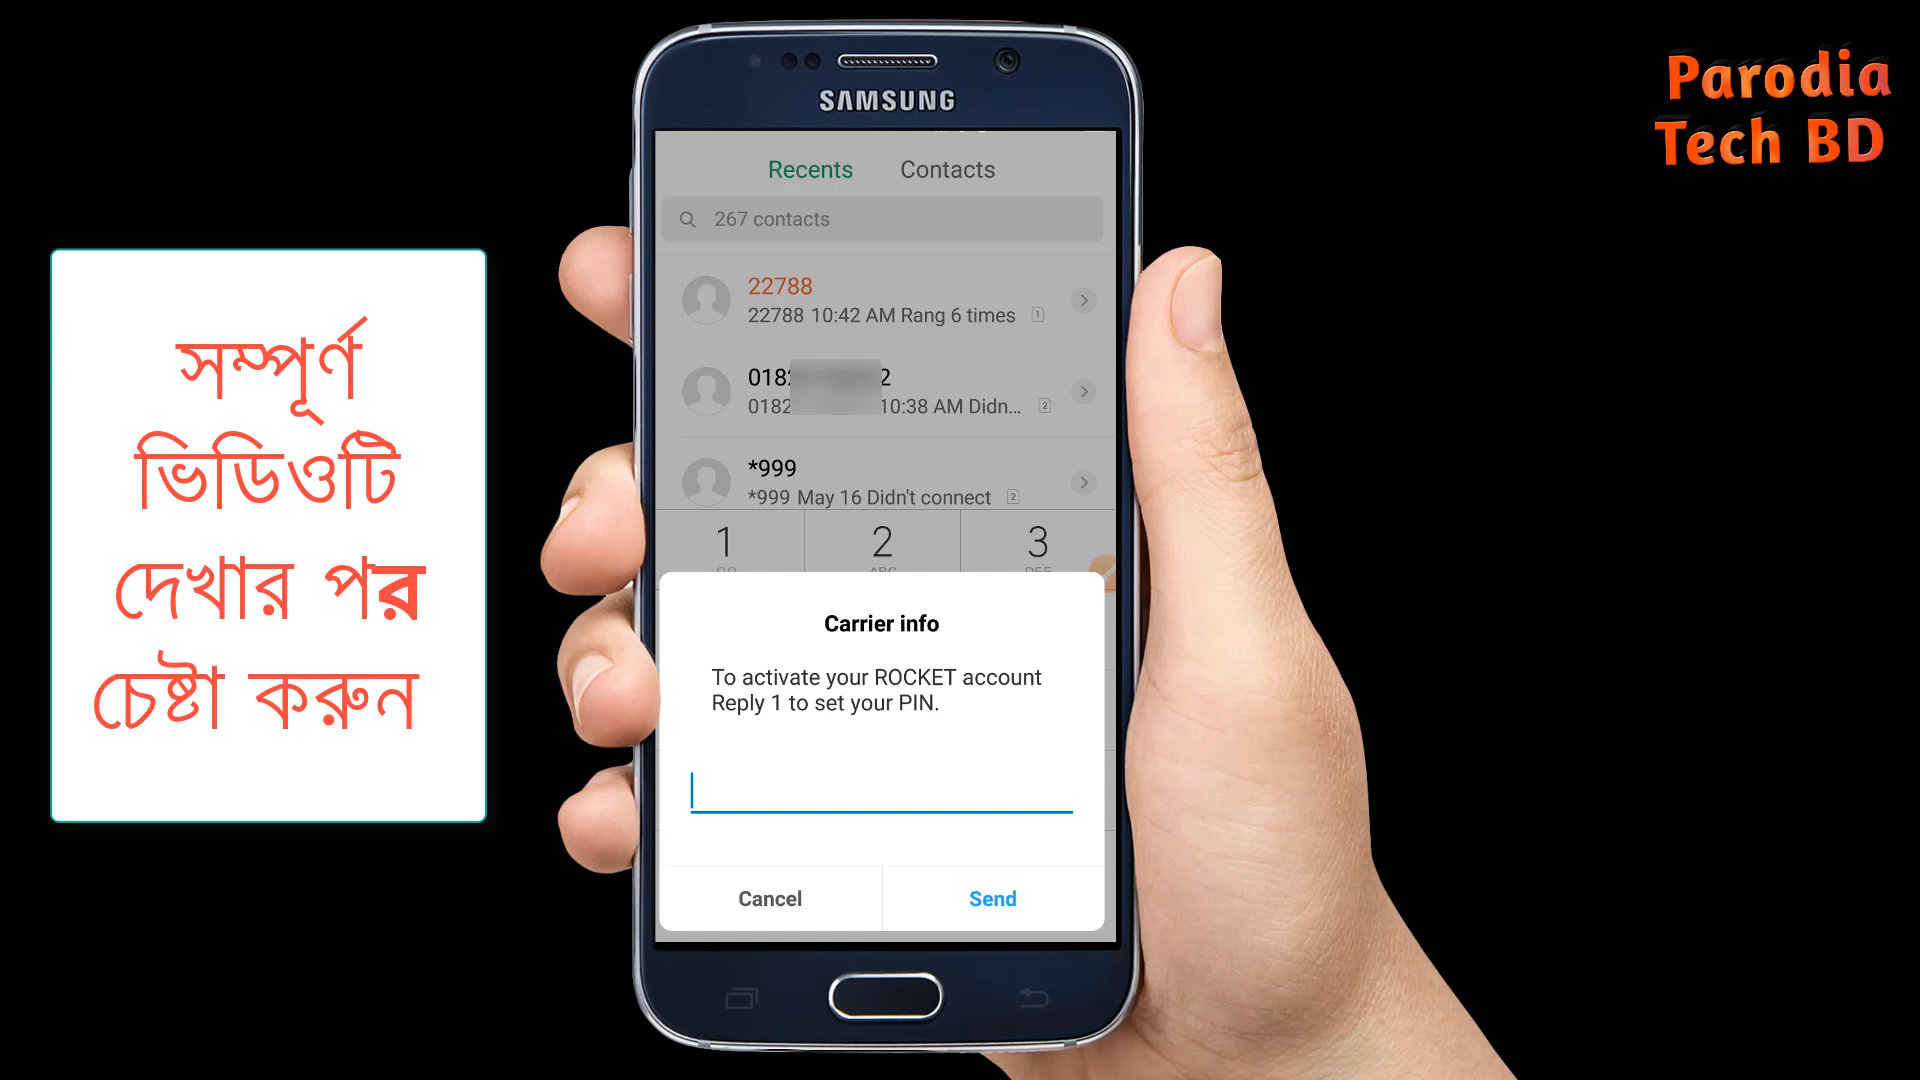 Parodia
Tech BD
সম্পূর্ণ
ভিডিওটি
দেখার পর
চেষ্টা করুন
SAMSUNG
Recents Contacts
267 contacts
22788
22788 10:42 AM Rang 6 times 1
*999
*999 May 16 Didn't connect 2
1 2 3
Carrier info
To activate your ROCKET account
Reply 1 to set your PIN.
Cancel Send